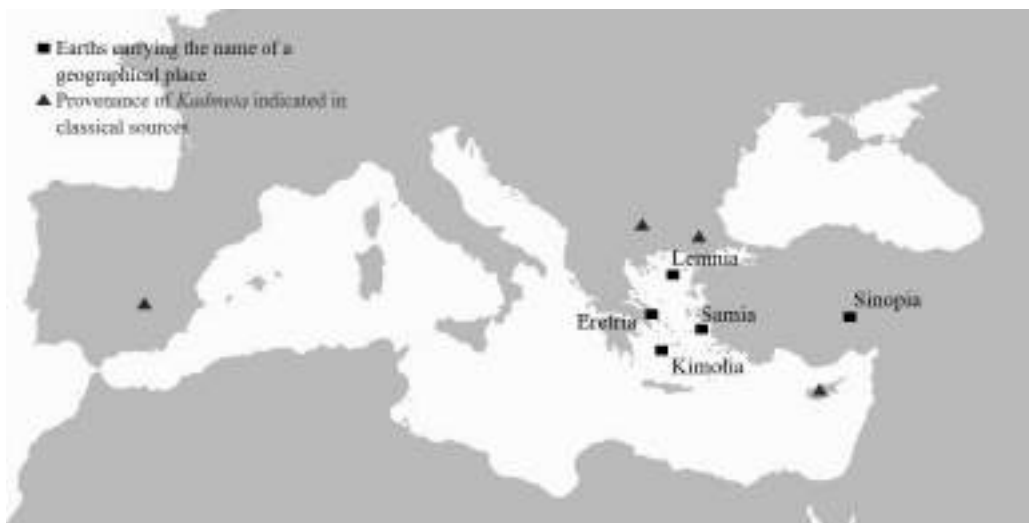 Earths carrying the name of a
geographical place
Provenance of Kadmeia indicated in
classical sources
Lemnia
Sinopia
Eretria
Samia
Kimolia